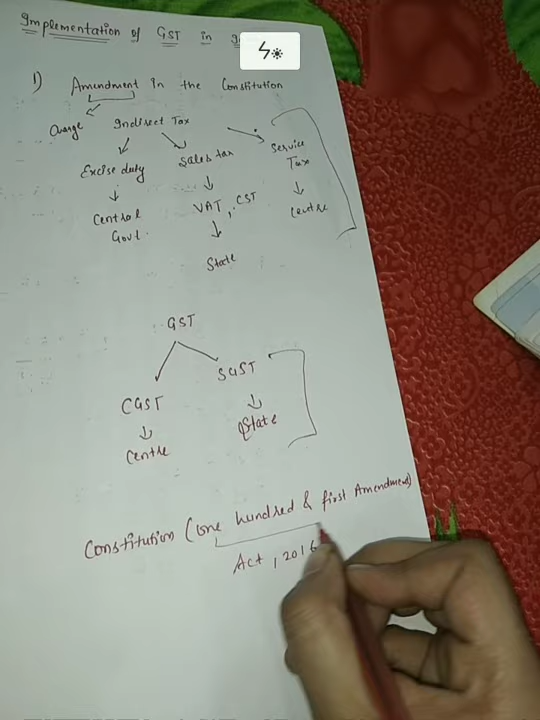 Implementation of GST in
1) Amendment in the Constitution
Change Indirect Tax
Excise duty Sales tax Service Tax
Central Govt. VAT, CST Centre
State
GST
CGST SGST
Centre State
Constitution (one hundred & first Amendment)
Act, 2016